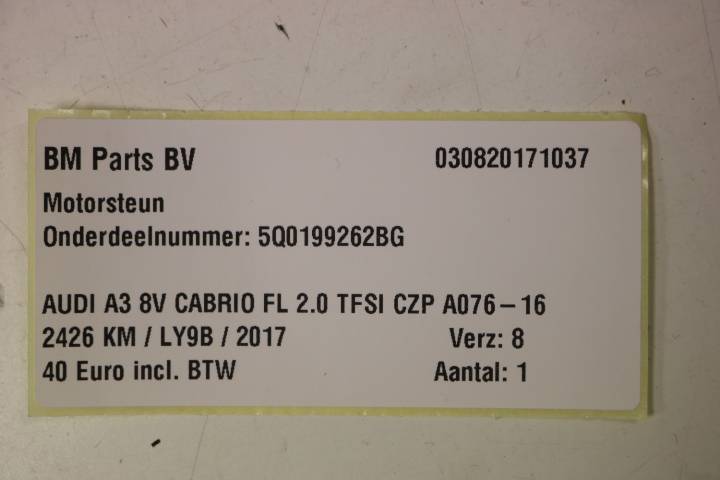 BM Parts BV 030820171037
Motorsteun
Onderdeelnummer: 5Q0199262BG
AUDI A3 8V CABRIO FL 2.0 TFSI CZP A076-16
2426 KM / LY9B / 2017 Verz: 8
40 Euro incl. BTW Aantal: 1